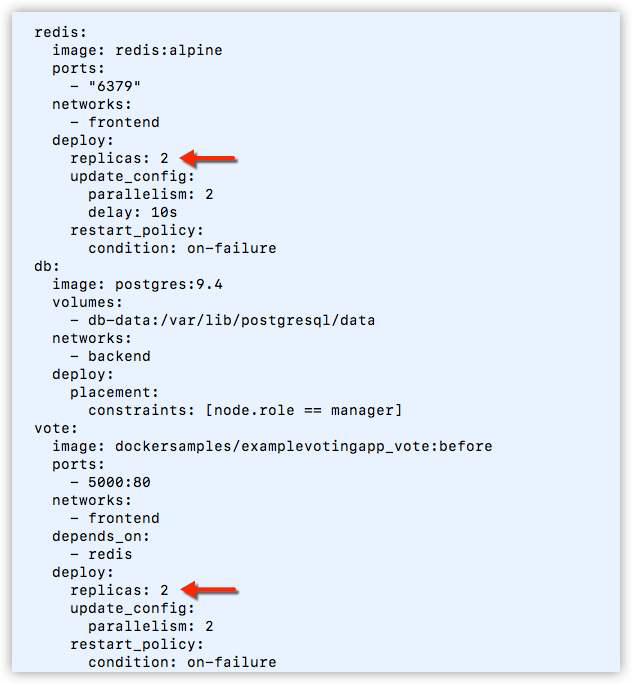 redis:
  image: redis:alpine
  ports:
    - "6379"
  networks:
    - frontend
  deploy:
    replicas: 2
    update_config:
      parallelism: 2
      delay: 10s
    restart_policy:
      condition: on-failure
db:
  image: postgres:9.4
  volumes:
    - db-data:/var/lib/postgresql/data
  networks:
    - backend
  deploy:
    placement:
      constraints: [node.role == manager]
vote:
  image: dockersamples/examplevotingapp_vote:before
  ports:
    - 5000:80
  networks:
    - frontend
  depends_on:
    - redis
  deploy:
    replicas: 2
    update_config:
      parallelism: 2
    restart_policy:
      condition: on-failure